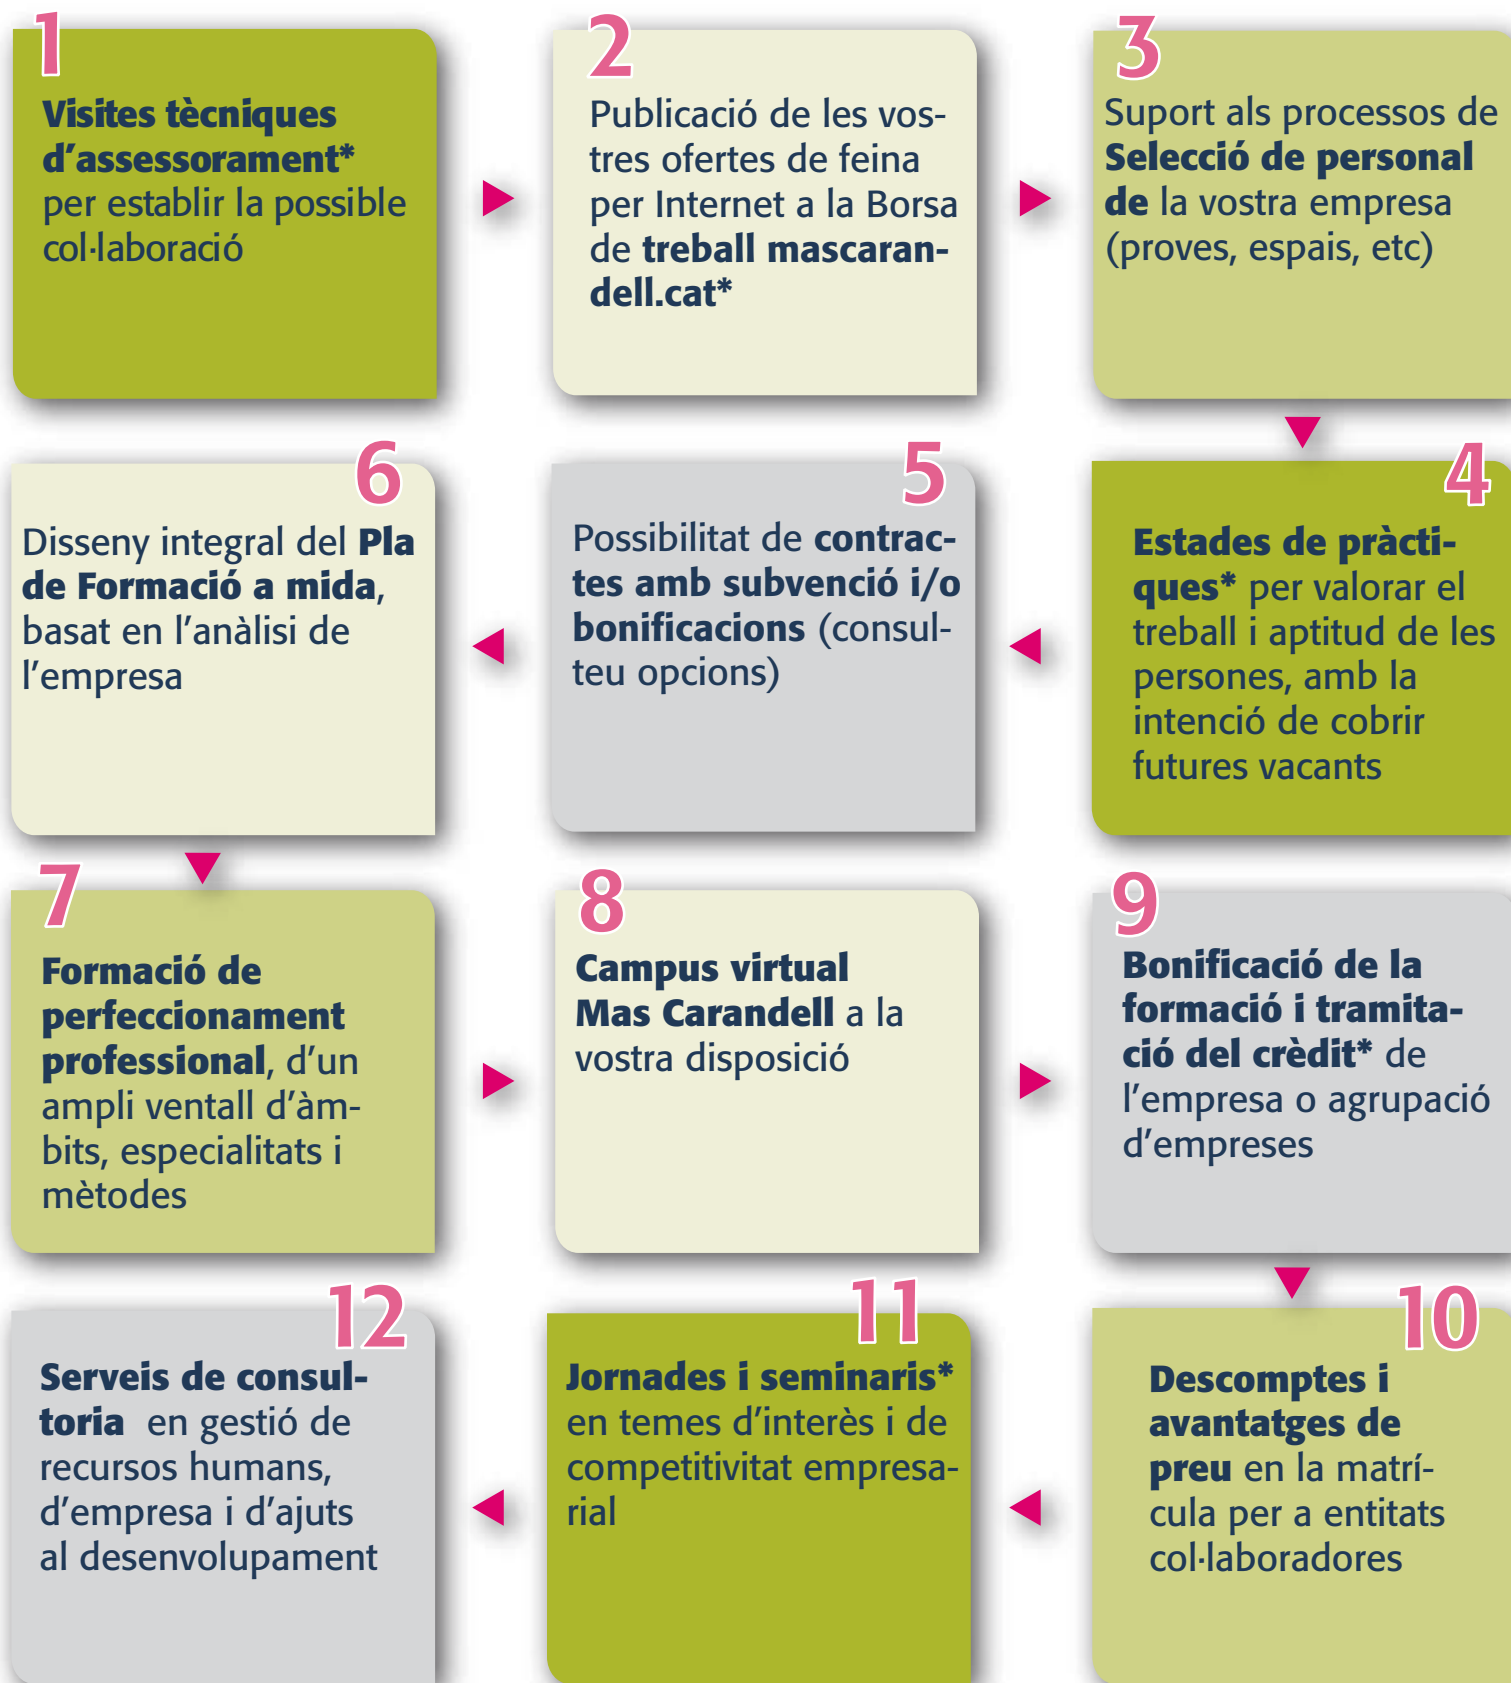 1
Visites tècniques
d'assessorament*
per establir la possible
col·laboració
2
Publicació de les vos-
tres ofertes de feina
per Internet a la Borsa
de treball mascaran-
dell.cat*
3
Suport als processos de
Selecció de personal
de la vostra empresa
(proves, espais, etc)
4
Estades de pràcti-
ques* per valorar el
treball i aptitud de les
persones, amb la
intenció de cobrir
futures vacants
5
Possibilitat de contrac-
tes amb subvenció i/o
bonificacions (consul-
teu opcions)
6
Disseny integral del Pla
de Formació a mida,
basat en l'anàlisi de
l'empresa
7
Formació de
perfeccionament
professional, d'un
ampli ventall d'àm-
bits, especialitats i
mètodes
8
Campus virtual
Mas Carandell a la
vostra disposició
9
Bonificació de la
formació i tramita-
ció del crèdit* de
l'empresa o agrupació
d'empreses
10
Descomptes i
avantatges de
preu en la matrí-
cula per a entitats
col·laboradores
11
Jornades i seminaris*
en temes d'interès i de
competitivitat empresa-
rial
12
Serveis de consul-
toria en gestió de
recursos humans,
d'empresa i d'ajuts
al desenvolupament